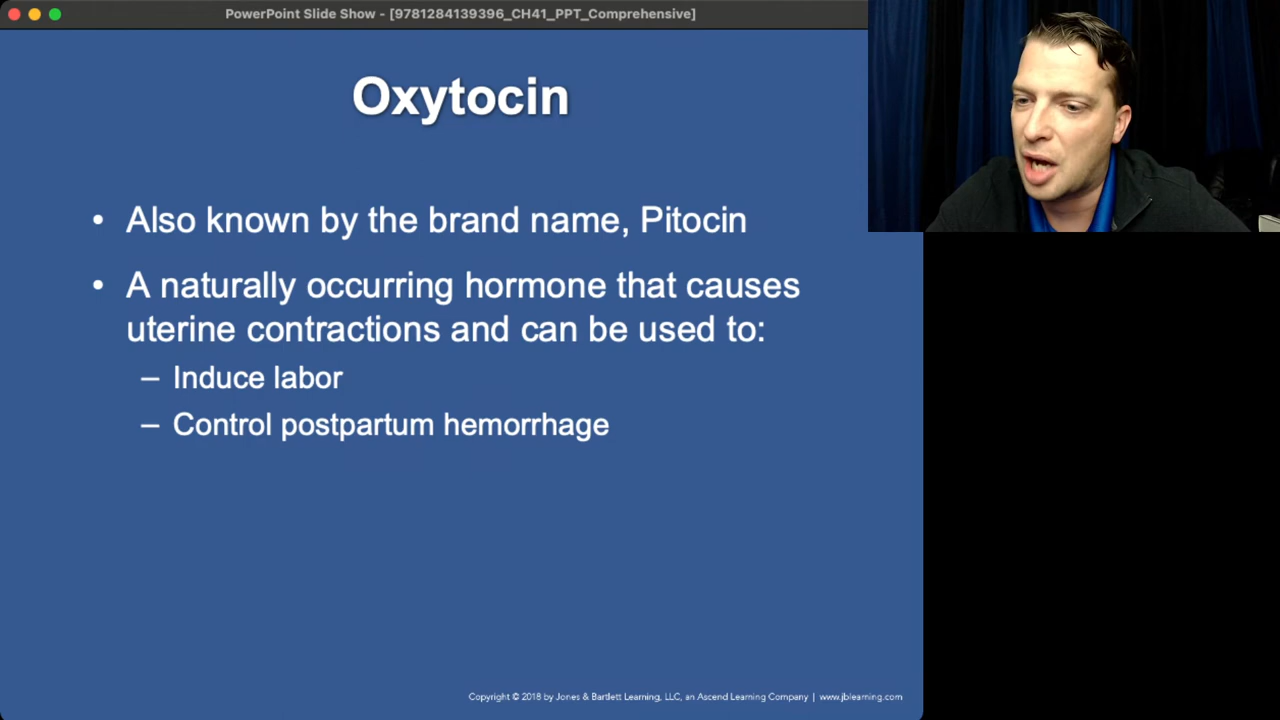 PowerPoint Slide Show - [9781284139396_CH41_PPT_Comprehensive]
Oxytocin
• Also known by the brand name, Pitocin
• A naturally occurring hormone that causes
uterine contractions and can be used to:
– Induce labor
– Control postpartum hemorrhage
Copyright © 2018 by Jones & Bartlett Learning, LLC, an Ascend Learning Company | www.jblearning.com